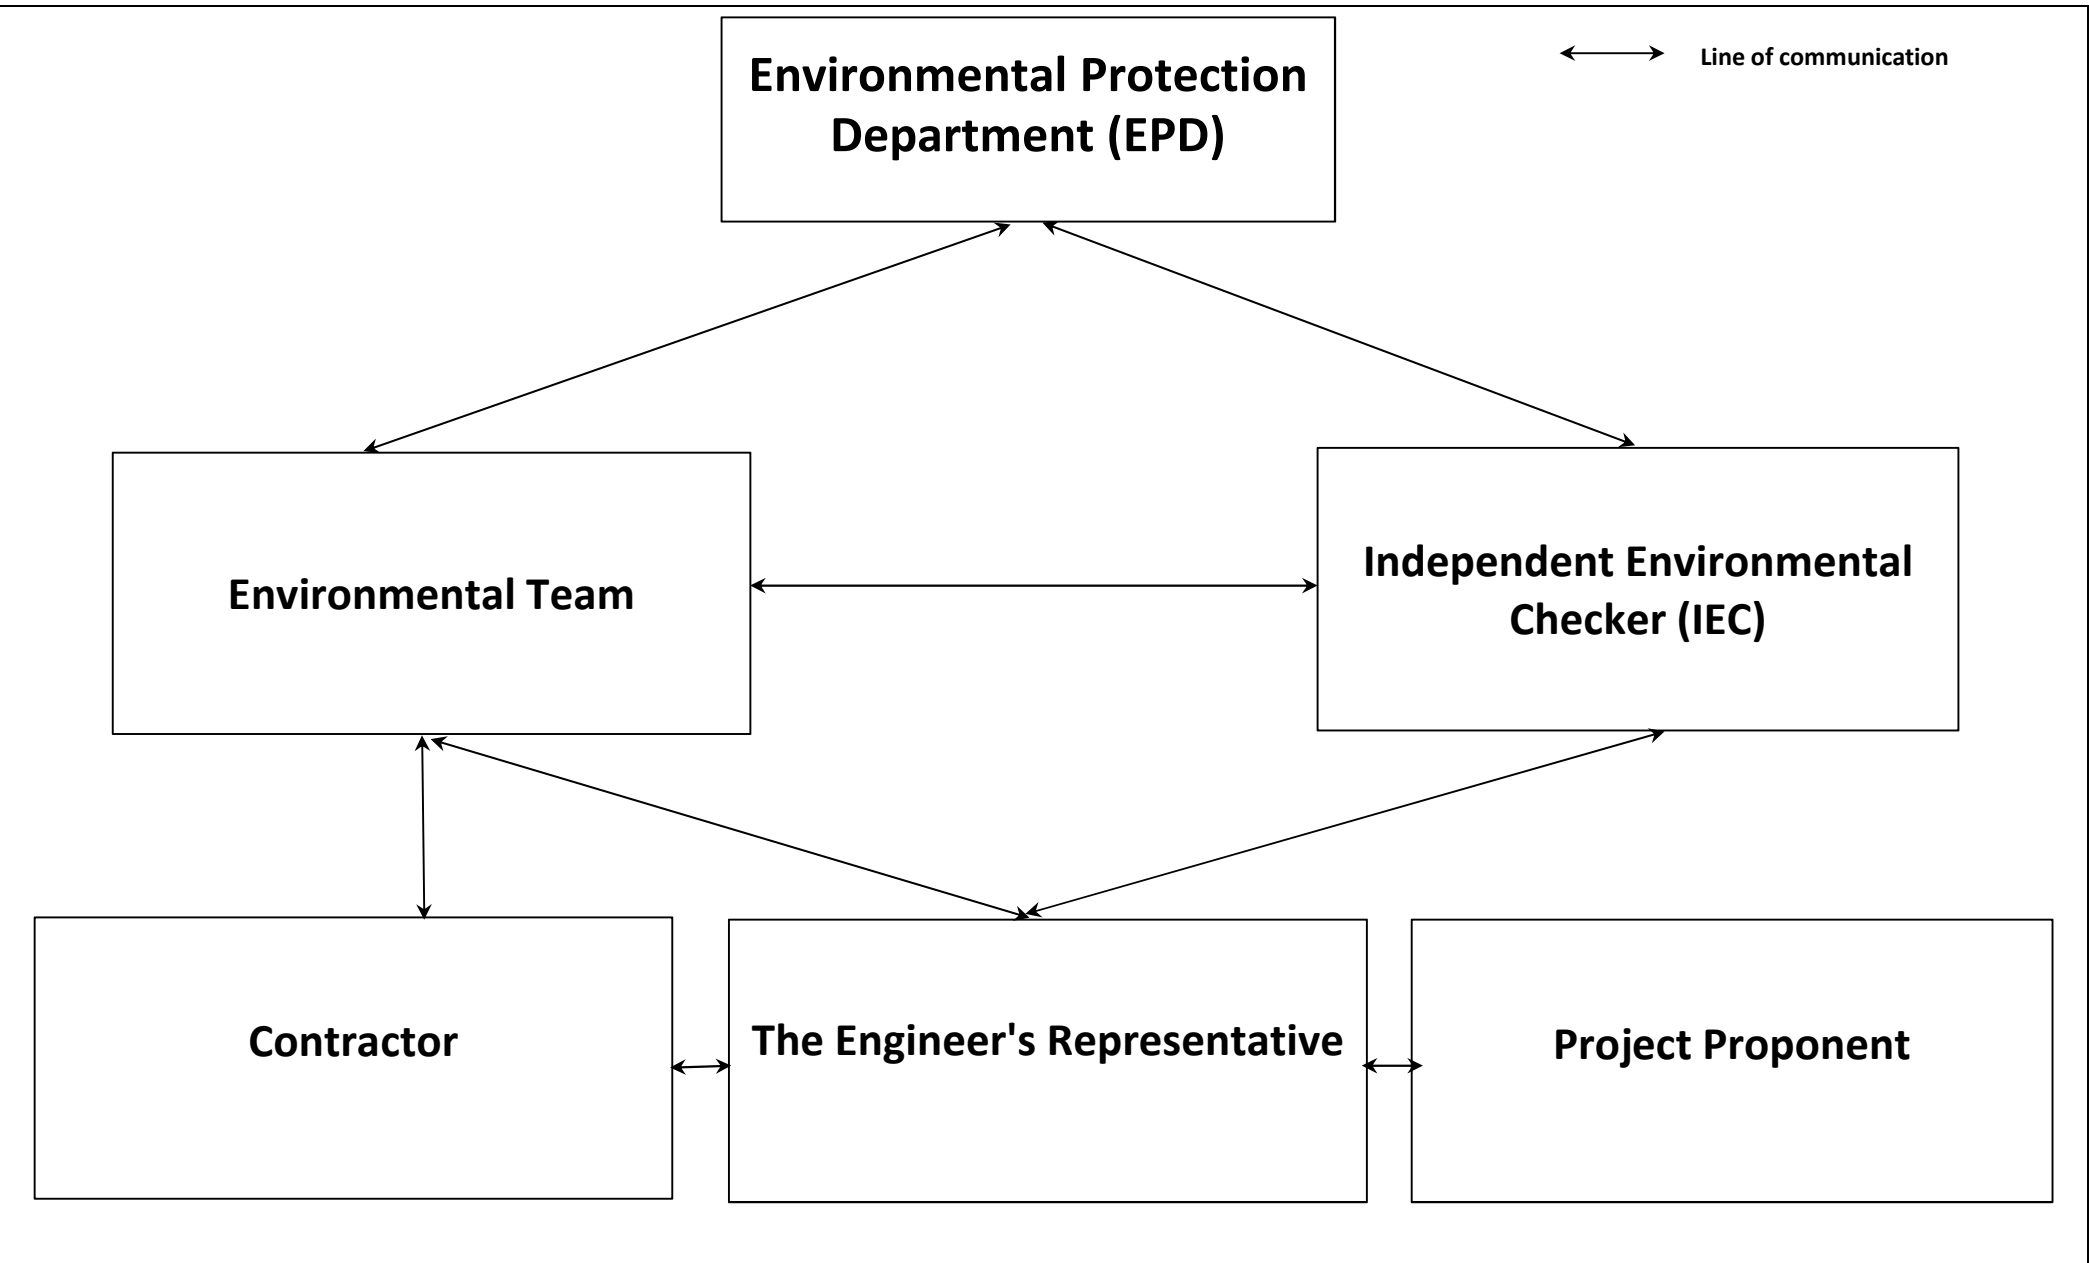 Environmental Protection
Department (EPD)
Line of communication
Environmental Team
Independent Environmental
Checker (IEC)
Contractor
The Engineer's Representative
Project Proponent